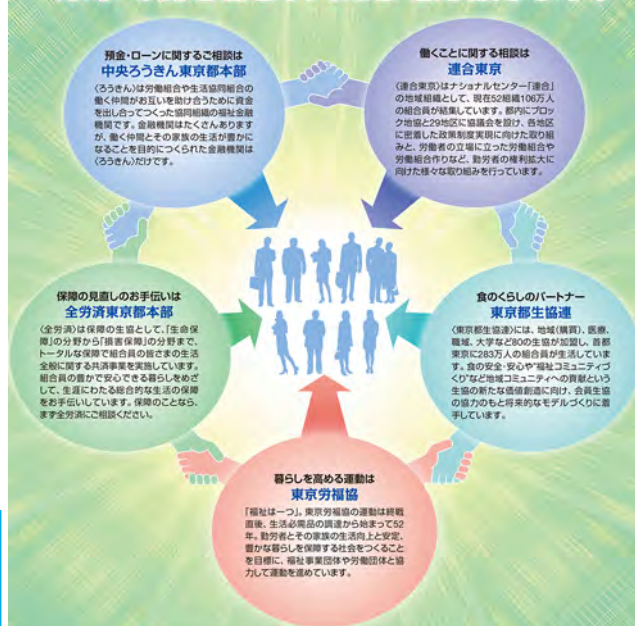 預金・ローンに関するご相談は
中央ろうきん東京都本部
〈ろうきん〉は労働組合や生活協同組合の
働く仲間がお互いを助け合うために資金
を出し合ってつくった協同組織の福祉金融
機関です。金融機関はたくさんあります
が、働く仲間とその家族の生活が豊かに
なることを目的につくられた金融機関は
〈ろうきん〉だけです。
働くことに関する相談は
連合東京
〈連合東京〉はナショナルセンター「連合」
の地域組織として、現在52組織106万人
の組合員が結集しています。都内にブロッ
ク地協と29地区に協議会を設け、各地区
に密着した政策制度実現に向けた取り組
みと、労働者の立場に立った労働組合や
労働組合作りなど、勤労者の権利拡大に
向けた様々な取り組みを行っています。
保障の見直しのお手伝いは
全労済東京都本部
〈全労済〉は保障の生協として、「生命保
障」の分野から「損害保障」の分野まで、
トータルな保障で組合員の皆さまの生活
全般に関する共済事業を実施しています。
組合員の豊かで安心できる暮らしをめざ
して、生涯にわたる総合的な生活の保障
をお手伝いしています。保障のことなら、
まず全労済にご相談ください。
食のくらしのパートナー
東京都生協連
〈東京都生協連〉には、地域(購買)、医療、
職域、大学など80の生協が加盟し、首都
東京に283万人の組合員が生活していま
す。食の安全・安心や"福祉コミュニティづ
くり"など地域コミュニティへの貢献という
生協の新たな価値創造に向け、会員生協
の協力のもと将来的なモデルづくりに着
手しています。
暮らしを高める運動は
東京労福協
「福祉は一つ」。東京労福協の運動は終戦
直後、生活必需品の調達から始まって52
年。勤労者とその家族の生活向上と安定、
豊かな暮らしを保障する社会をつくること
を目標に、福祉事業団体や労働団体と協
力して運動を進めています。